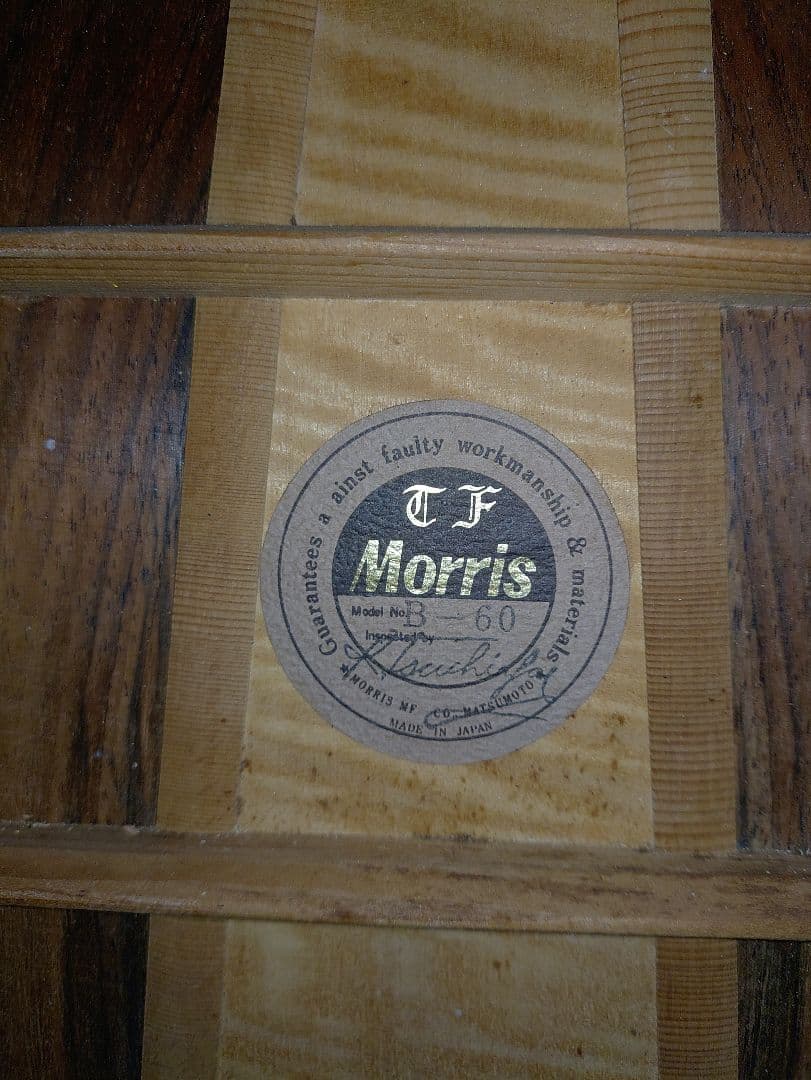 Guarantees a ainst faulty workmanship & materials
TF
Morris
Model No. B-60
Inspected by
MORRIS MF CO. MATSUMOTO
MADE IN JAPAN